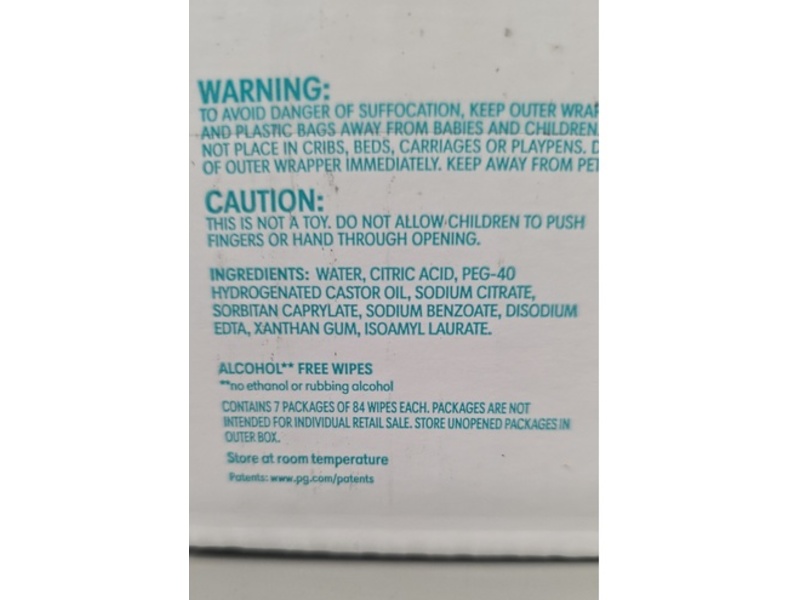 WARNING:
TO AVOID DANGER OF SUFFOCATION, KEEP OUTER WRAP
AND PLASTIC BAGS AWAY FROM BABIES AND CHILDREN.
NOT PLACE IN CRIBS, BEDS, CARRIAGES OR PLAYPENS. D
OF OUTER WRAPPER IMMEDIATELY. KEEP AWAY FROM PET
CAUTION:
THIS IS NOT A TOY. DO NOT ALLOW CHILDREN TO PUSH
FINGERS OR HAND THROUGH OPENING.
INGREDIENTS: WATER, CITRIC ACID, PEG-40
HYDROGENATED CASTOR OIL, SODIUM CITRATE,
SORBITAN CAPRYLATE, SODIUM BENZOATE, DISODIUM
EDTA, XANTHAN GUM, ISOAMYL LAURATE.
ALCOHOL** FREE WIPES
**no ethanol or rubbing alcohol
CONTAINS 7 PACKAGES OF 84 WIPES EACH. PACKAGES ARE NOT
INTENDED FOR INDIVIDUAL RETAIL SALE. STORE UNOPENED PACKAGES IN
OUTER BOX.
Store at room temperature
Patents: www.pg.com/patents